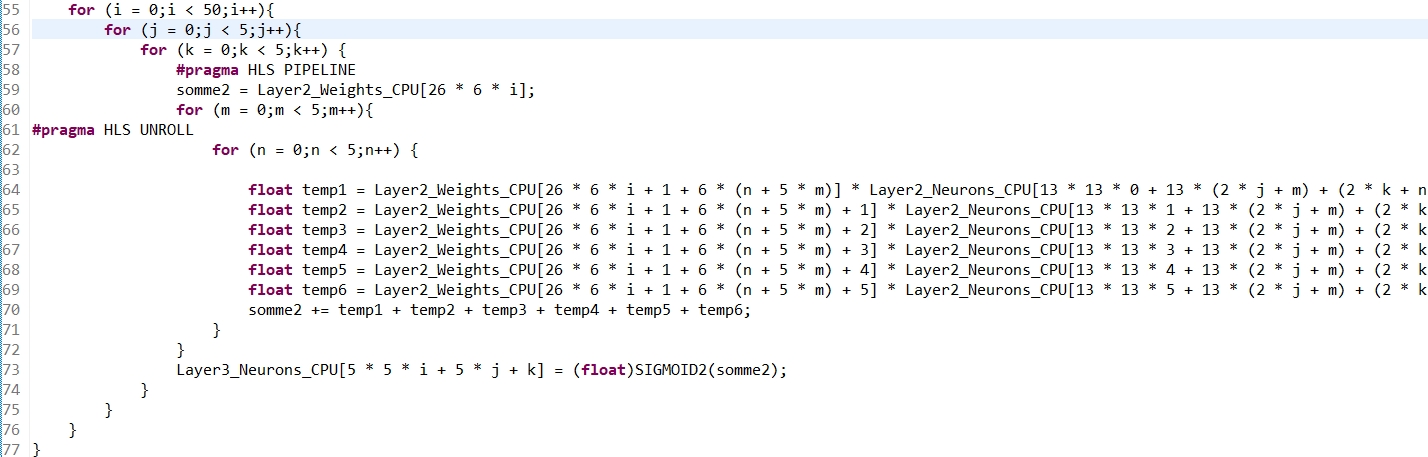 55 for (i = 0;i < 50;i++){
56 for (j = 0;j < 5;j++){
57 for (k = 0;k < 5;k++) {
58 #pragma HLS PIPELINE
59 somme2 = Layer2_Weights_CPU[26 * 6 * i];
60 for (m = 0;m < 5;m++){
61 #pragma HLS UNROLL
62 for (n = 0;n < 5;n++) {
63
64 float temp1 = Layer2_Weights_CPU[26 * 6 * i + 1 + 6 * (n + 5 * m)] * Layer2_Neurons_CPU[13 * 13 * 0 + 13 * (2 * j + m) + (2 * k + n
65 float temp2 = Layer2_Weights_CPU[26 * 6 * i + 1 + 6 * (n + 5 * m) + 1] * Layer2_Neurons_CPU[13 * 13 * 1 + 13 * (2 * j + m) + (2 * k
66 float temp3 = Layer2_Weights_CPU[26 * 6 * i + 1 + 6 * (n + 5 * m) + 2] * Layer2_Neurons_CPU[13 * 13 * 2 + 13 * (2 * j + m) + (2 * k
67 float temp4 = Layer2_Weights_CPU[26 * 6 * i + 1 + 6 * (n + 5 * m) + 3] * Layer2_Neurons_CPU[13 * 13 * 3 + 13 * (2 * j + m) + (2 * k
68 float temp5 = Layer2_Weights_CPU[26 * 6 * i + 1 + 6 * (n + 5 * m) + 4] * Layer2_Neurons_CPU[13 * 13 * 4 + 13 * (2 * j + m) + (2 * k
69 float temp6 = Layer2_Weights_CPU[26 * 6 * i + 1 + 6 * (n + 5 * m) + 5] * Layer2_Neurons_CPU[13 * 13 * 5 + 13 * (2 * j + m) + (2 * k
70 somme2 += temp1 + temp2 + temp3 + temp4 + temp5 + temp6;
71 }
72 }
73 Layer3_Neurons_CPU[5 * 5 * i + 5 * j + k] = (float)SIGMOID2(somme2);
74 }
75 }
76 }
77 }